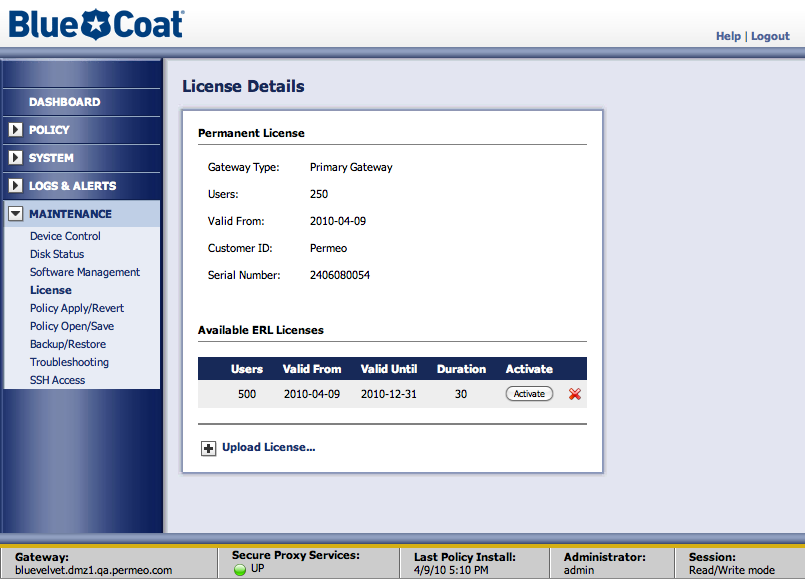 Blue Coat
Help | Logout
DASHBOARD
POLICY
SYSTEM
LOGS & ALERTS
MAINTENANCE
Device Control
Disk Status
Software Management
License
Policy Apply/Revert
Policy Open/Save
Backup/Restore
Troubleshooting
SSH Access
License Details
Permanent License
Gateway Type: Primary Gateway
Users: 250
Valid From: 2010-04-09
Customer ID: Permeo
Serial Number: 2406080054
Available ERL Licenses
Users Valid From Valid Until Duration Activate
500 2010-04-09 2010-12-31 30 Activate
Upload License...
Gateway:
bluevelvet.dmz1.qa.permeo.com
Secure Proxy Services:
UP
Last Policy Install:
4/9/10 5:10 PM
Administrator:
admin
Session:
Read/Write mode